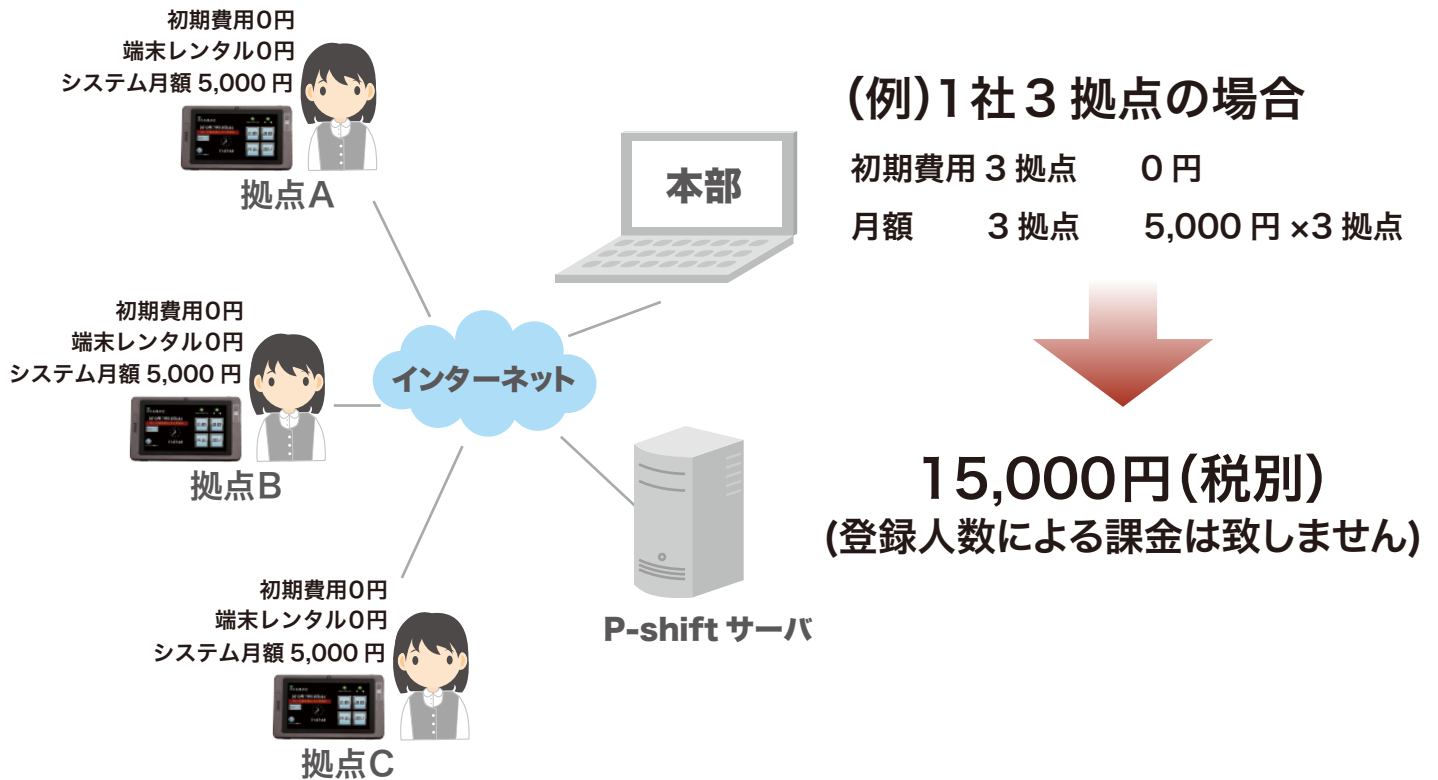 初期費用0円
端末レンタル0円
システム月額 5,000 円
拠点A
初期費用0円
端末レンタル0円
システム月額 5,000 円
拠点B
初期費用0円
端末レンタル0円
システム月額 5,000 円
拠点C
インターネット
本部
P-shift サーバ
(例)1社 3 拠点の場合
初期費用 3 拠点 0 円
月額 3 拠点 5,000 円 ×3 拠点
15,000円(税別)
(登録人数による課金は致しません)